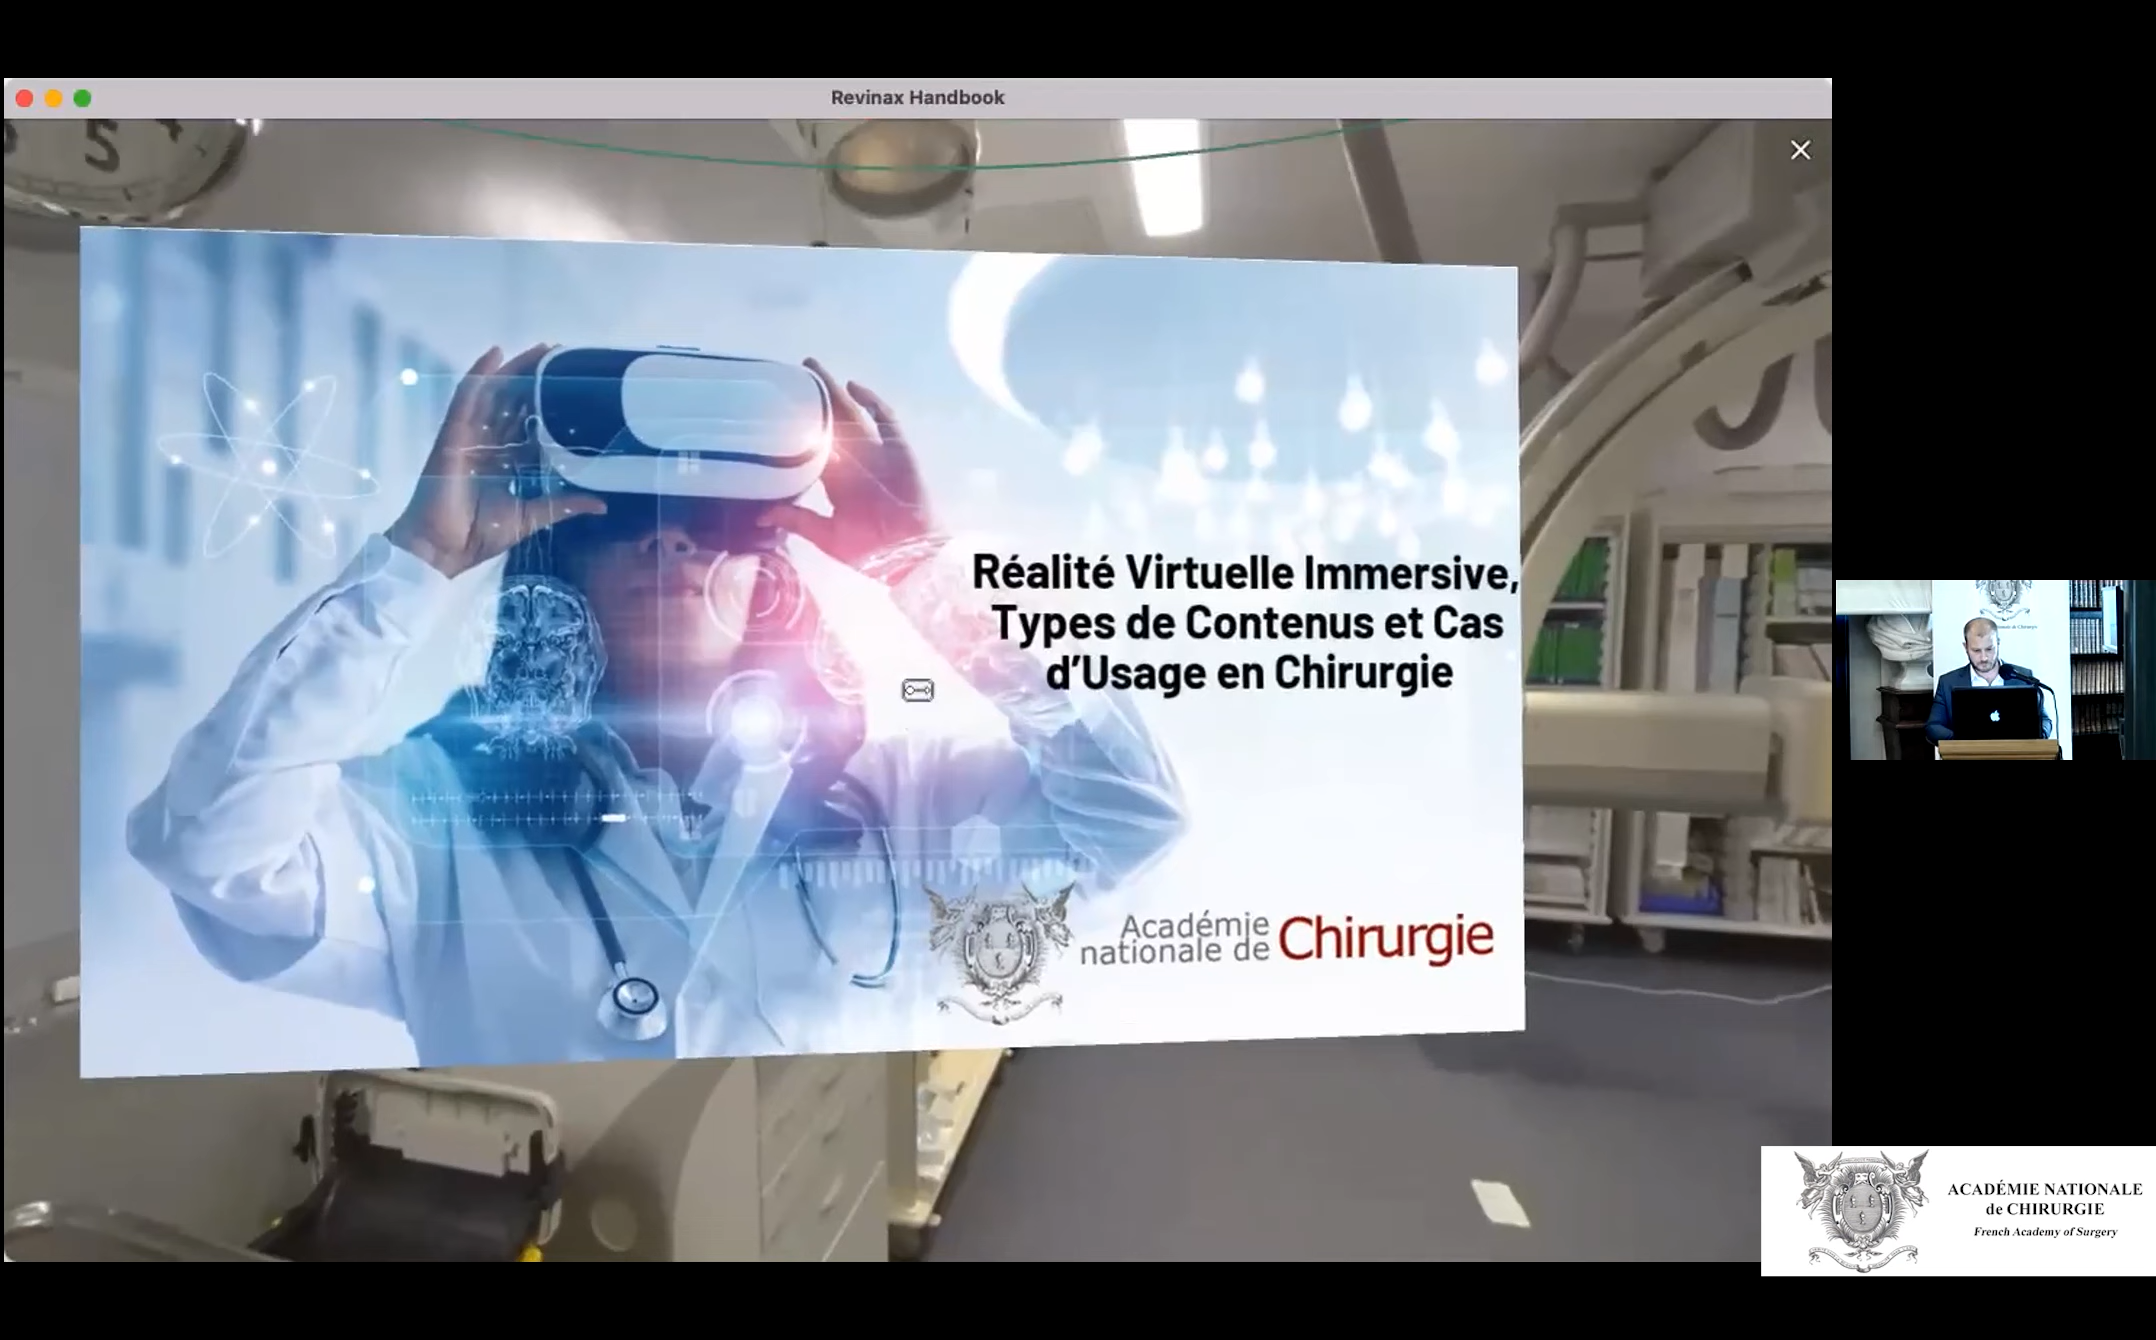 Revinax Handbook
5
Réalité Virtuelle Immersive,
Types de Contenus et Cas
d’Usage en Chirurgie
Académie
nationale de Chirurgie
ACADÉMIE NATIONALE
de CHIRURGIE
French Academy of Surgery